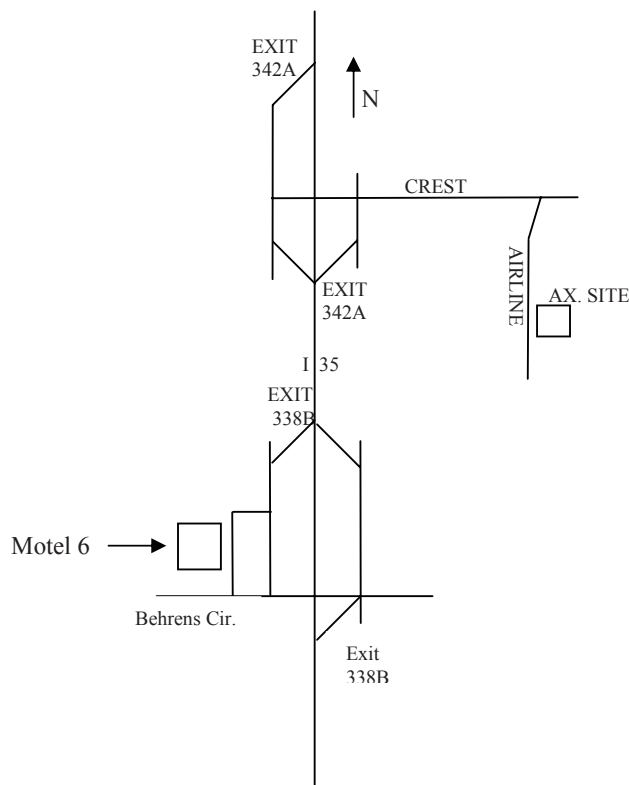 EXIT
342A
N
CREST
AIRLINE
EXIT
342A
AX. SITE
I 35
EXIT
338B
Motel 6
Behrens Cir.
Exit
338B